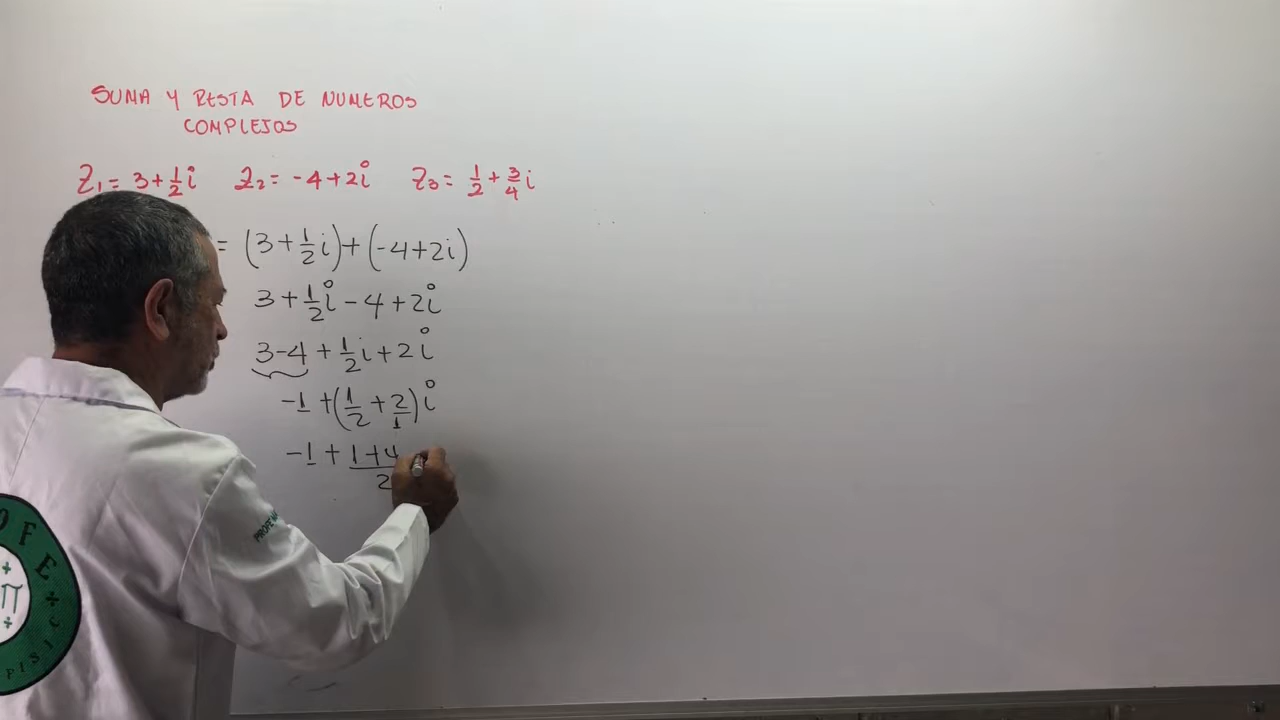 SUMA Y RESTA DE NUMEROS
COMPLEJOS
Z₁ = 3 + 1/2 i   Z₂ = -4 + 2i   Z₃ = 1/2 + 3/4 i
= (3 + 1/2 i) + (-4 + 2i)
3 + 1/2 i - 4 + 2i
3 - 4 + 1/2 i + 2i
-1 + (1/2 + 2/1) i
-1 + 1+4/2
OFE
π